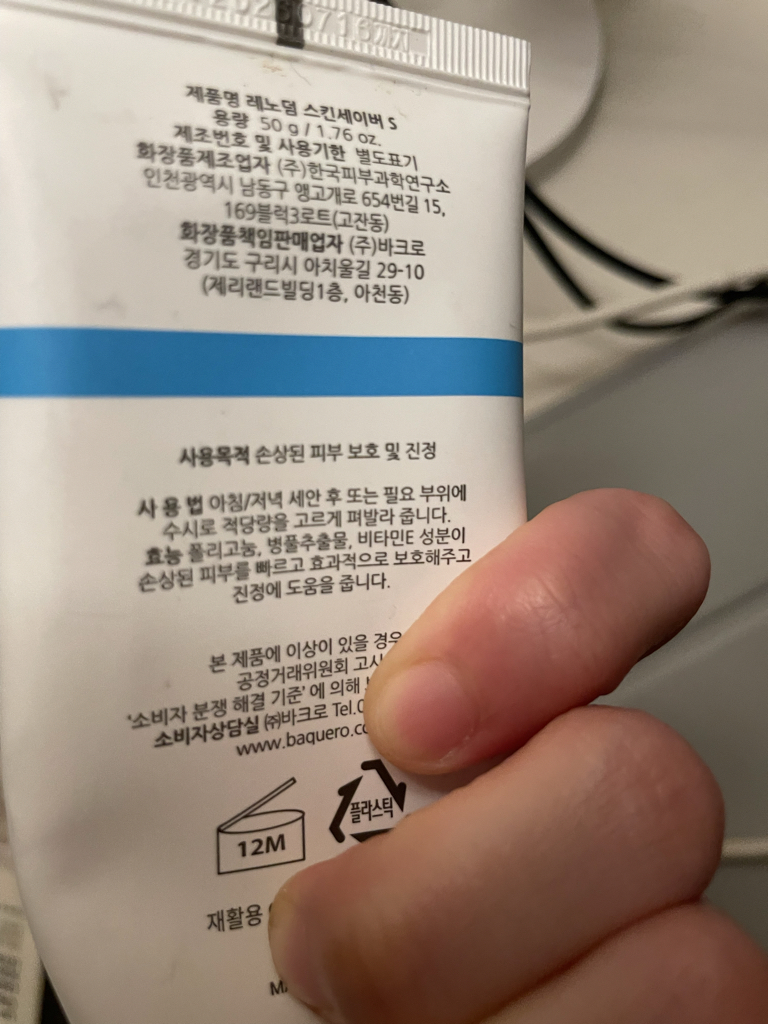 제품명 레노덤 스킨세이버 S
용량 50 g / 1.76 oz.
제조번호 및 사용기한 별도표기
화장품제조업자 (주)한국피부과학연구소
인천광역시 남동구 앵고개로 654번길 15,
169블럭3로트(고잔동)
화장품책임판매업자 (주)바크로
경기도 구리시 아치울길 29-10
(제리랜드빌딩1층, 아천동)
사용목적 손상된 피부 보호 및 진정
사 용 법 아침/저녁 세안 후 또는 필요 부위에
수시로 적당량을 고르게 펴발라 줍니다.
효능 폴리고눔, 병풀추출물, 비타민E 성분이
손상된 피부를 빠르고 효과적으로 보호해주고
진정에 도움을 줍니다.
본 제품에 이상이 있을 경우
공정거래위원회
'소비자 분쟁 해결 기준' 에 의해
소비자상담실 ㈜바크로 Tel.
www.baquero.
플라스틱
12M
재활용